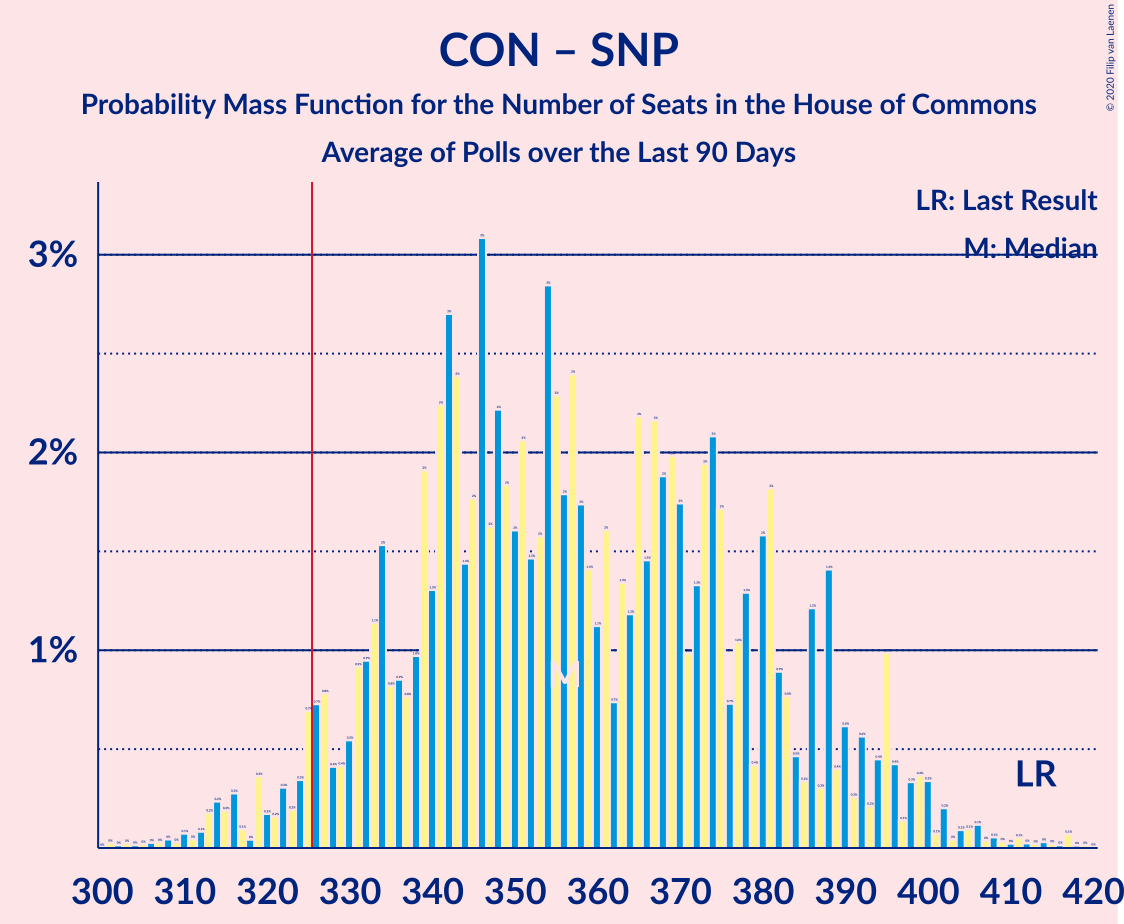 CON – SNP
Probability Mass Function for the Number of Seats in the House of Commons
Average of Polls over the Last 90 Days
© 2020 Filip van Laenen
LR: Last Result
M: Median
3%
2%
1%
M
LR
300 310 320 330 340 350 360 370 380 390 400 410 420